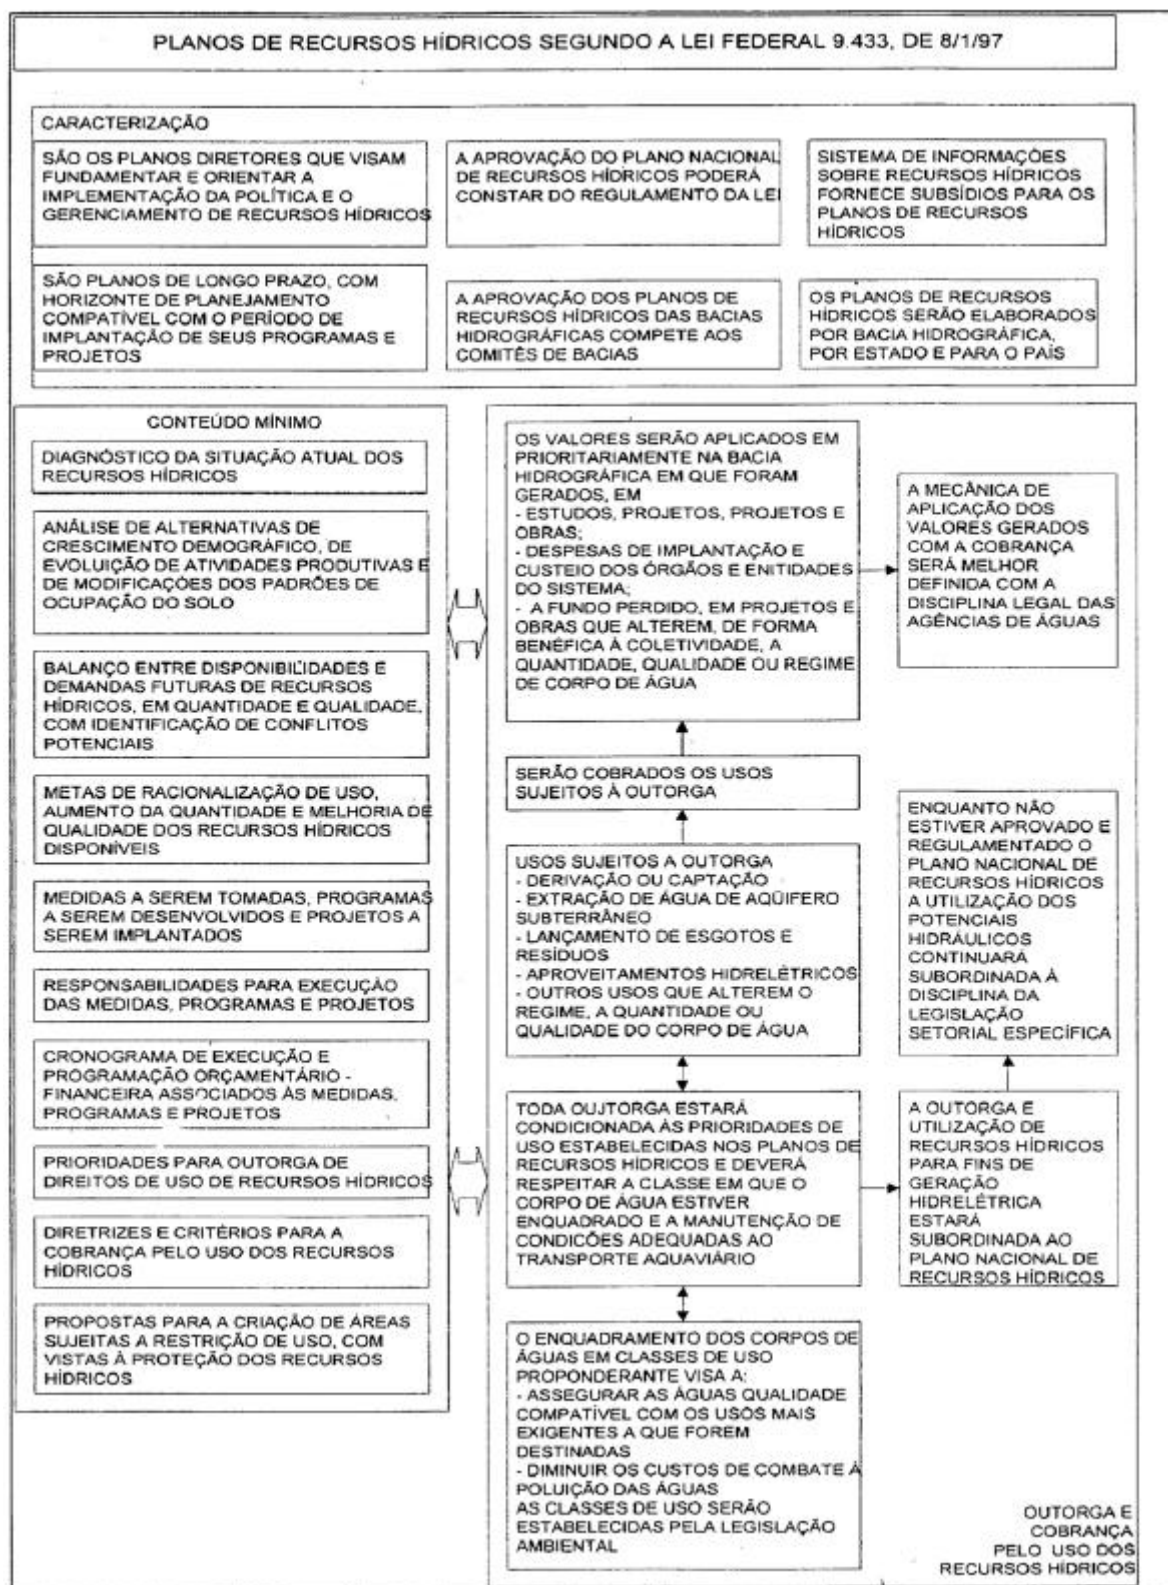 PLANOS DE RECURSOS HÍDRICOS SEGUNDO A LEI FEDERAL 9.433, DE 8/1/97
CARACTERIZAÇÃO
SÃO OS PLANOS DIRETORES QUE VISAM
FUNDAMENTAR E ORIENTAR A
IMPLEMENTAÇÃO DA POLÍTICA E O
GERENCIAMENTO DE RECURSOS HÍDRICOS
A APROVAÇÃO DO PLANO NACIONAL
DE RECURSOS HÍDRICOS PODERÁ
CONSTAR DO REGULAMENTO DA LEI
SISTEMA DE INFORMAÇÕES
SOBRE RECURSOS HÍDRICOS
FORNECE SUBSÍDIOS PARA OS
PLANOS DE RECURSOS
HÍDRICOS
SÃO PLANOS DE LONGO PRAZO, COM
HORIZONTE DE PLANEJAMENTO
COMPATÍVEL COM O PERÍODO DE
IMPLANTAÇÃO DE SEUS PROGRAMAS E
PROJETOS
A APROVAÇÃO DOS PLANOS DE
RECURSOS HÍDRICOS DAS BACIAS
HIDROGRÁFICAS COMPETE AOS
COMITÊS DE BACIAS
OS PLANOS DE RECURSOS
HÍDRICOS SERÃO ELABORADOS
POR BACIA HIDROGRÁFICA,
POR ESTADO E PARA O PAÍS
CONTEÚDO MÍNIMO
DIAGNÓSTICO DA SITUAÇÃO ATUAL DOS
RECURSOS HÍDRICOS
ANÁLISE DE ALTERNATIVAS DE
CRESCIMENTO DEMOGRÁFICO, DE
EVOLUIÇÃO DE ATIVIDADES PRODUTIVAS E
DE MODIFICAÇÕES DOS PADRÕES DE
OCUPAÇÃO DO SOLO
BALANÇO ENTRE DISPONIBILIDADES E
DEMANDAS FUTURAS DE RECURSOS
HÍDRICOS, EM QUANTIDADE E QUALIDADE,
COM IDENTIFICAÇÃO DE CONFLITOS
POTENCIAIS
METAS DE RACIONALIZAÇÃO DE USO,
AUMENTO DA QUANTIDADE E MELHORIA DE
QUALIDADE DOS RECURSOS HÍDRICOS
DISPONÍVEIS
MEDIDAS A SEREM TOMADAS, PROGRAMAS
A SEREM DESENVOLVIDOS E PROJETOS A
SEREM IMPLANTADOS
RESPONSABILIDADES PARA EXECUÇÃO
DAS MEDIDAS, PROGRAMAS E PROJETOS
CRONOGRAMA DE EXECUÇÃO E
PROGRAMAÇÃO ORÇAMENTÁRIO -
FINANCEIRA ASSOCIADOS ÀS MEDIDAS,
PROGRAMAS E PROJETOS
PRIORIDADES PARA OUTORGA DE
DIREITOS DE USO DE RECURSOS HÍDRICOS
DIRETRIZES E CRITÉRIOS PARA A
COBRANÇA PELO USO DOS RECURSOS
HÍDRICOS
PROPOSTAS PARA A CRIAÇÃO DE ÁREAS
SUJEITAS A RESTRIÇÃO DE USO, COM
VISTAS À PROTEÇÃO DOS RECURSOS
HÍDRICOS
OS VALORES SERÃO APLICADOS EM
PRIORITARIAMENTE NA BACIA
HIDROGRÁFICA EM QUE FORAM
GERADOS, EM
- ESTUDOS, PROJETOS, PROJETOS E
OBRAS;
- DESPESAS DE IMPLANTAÇÃO E
CUSTEIO DOS ÓRGÃOS E ENITIDADES
DO SISTEMA;
- A FUNDO PERDIDO, EM PROJETOS E
OBRAS QUE ALTEREM, DE FORMA
BENÉFICA À COLETIVIDADE, A
QUANTIDADE, QUALIDADE OU REGIME
DE CORPO DE ÁGUA
A MECÂNICA DE
APLICAÇÃO DOS
VALORES GERADOS
COM A COBRANÇA
SERÁ MELHOR
DEFINIDA COM A
DISCIPLINA LEGAL DAS
AGÊNCIAS DE ÁGUAS
SERÃO COBRADOS OS USOS
SUJEITOS À OUTORGA
USOS SUJEITOS A OUTORGA
- DERIVAÇÃO OU CAPTAÇÃO
- EXTRAÇÃO DE ÁGUA DE AQÜIFERO
SUBTERRÂNEO
- LANÇAMENTO DE ESGOTOS E
RESÍDUOS
- APROVEITAMENTOS HIDRELÉTRICOS
- OUTROS USOS QUE ALTEREM O
REGIME, A QUANTIDADE OU
QUALIDADE DO CORPO DE ÁGUA
ENQUANTO NÃO
ESTIVER APROVADO E
REGULAMENTADO O
PLANO NACIONAL DE
RECURSOS HÍDRICOS
A UTILIZAÇÃO DOS
POTENCIAIS
HIDRÁULICOS
CONTINUARÁ
SUBORDINADA À
DISCIPLINA DA
LEGISLAÇÃO
SETORIAL ESPECÍFICA
TODA OUJTORGA ESTARÁ
CONDICIONADA ÀS PRIORIDADES DE
USO ESTABELECIDAS NOS PLANOS DE
RECURSOS HÍDRICOS E DEVERÁ
RESPEITAR A CLASSE EM QUE O
CORPO DE ÁGUA ESTIVER
ENQUADRADO E A MANUTENÇÃO DE
CONDICÕES ADEQUADAS AO
TRANSPORTE AQUAVIÁRIO
A OUTORGA E
UTILIZAÇÃO DE
RECURSOS HÍDRICOS
PARA FINS DE
GERAÇÃO
HIDRELÉTRICA
ESTARÁ
SUBORDINADA AO
PLANO NACIONAL DE
RECURSOS HÍDRICOS
O ENQUADRAMENTO DOS CORPOS DE
ÁGUAS EM CLASSES DE USO
PROPONDERANTE VISA A:
- ASSEGURAR AS ÁGUAS QUALIDADE
COMPATÍVEL COM OS USOS MAIS
EXIGENTES A QUE FOREM
DESTINADAS
- DIMINUIR OS CUSTOS DE COMBATE À
POLUIÇÃO DAS ÁGUAS
AS CLASSES DE USO SERÃO
ESTABELECIDAS PELA LEGISLAÇÃO
AMBIENTAL
OUTORGA E
COBRANÇA
PELO USO DOS
RECURSOS HÍDRICOS